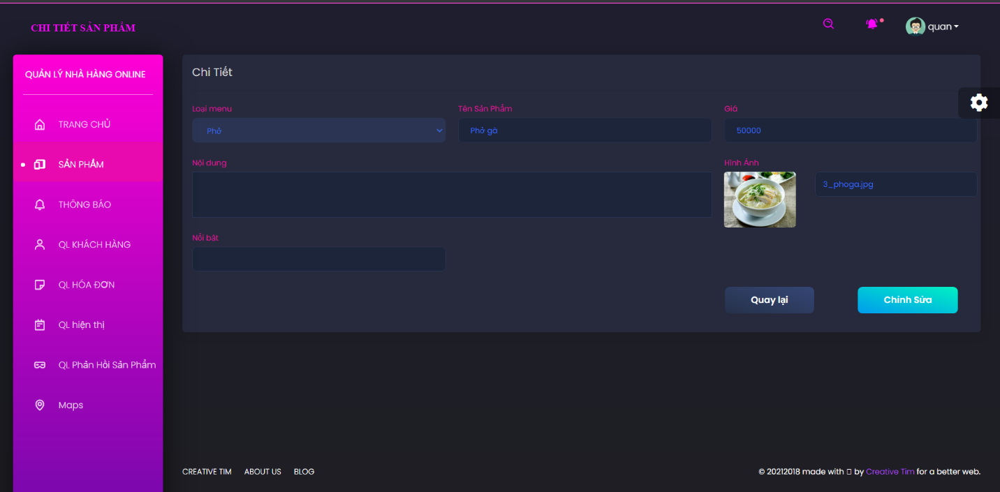 CHI TIẾT SẢN PHẨM
quan
QUẢN LÝ NHÀ HÀNG ONLINE
TRANG CHỦ
SẢN PHẨM
THÔNG BÁO
QL KHÁCH HÀNG
QL HÓA ĐƠN
QL hiện thị
QL Phản Hồi Sản Phẩm
Maps
Chi Tiết
Loại menu
Tên Sản Phẩm
Giá
Phở
Phở gà
50000
Nội dung
Hình Ảnh
3_phoga.jpg
Nỗi bật
Quay lại
Chỉnh Sửa
CREATIVE TIM ABOUT US BLOG
© 20212018 made with by Creative Tim for a better web.